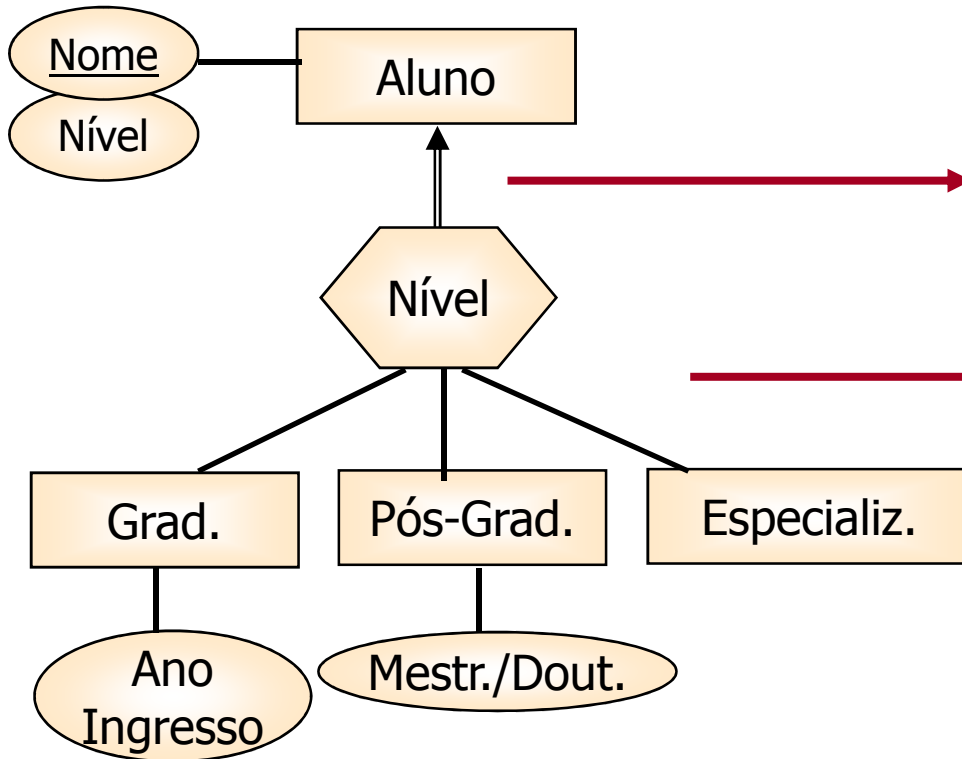 Nome
Aluno
Nível
Nível
Grad.
Pós-Grad.
Especializ.
Ano
Ingresso
Mestr./Dout.